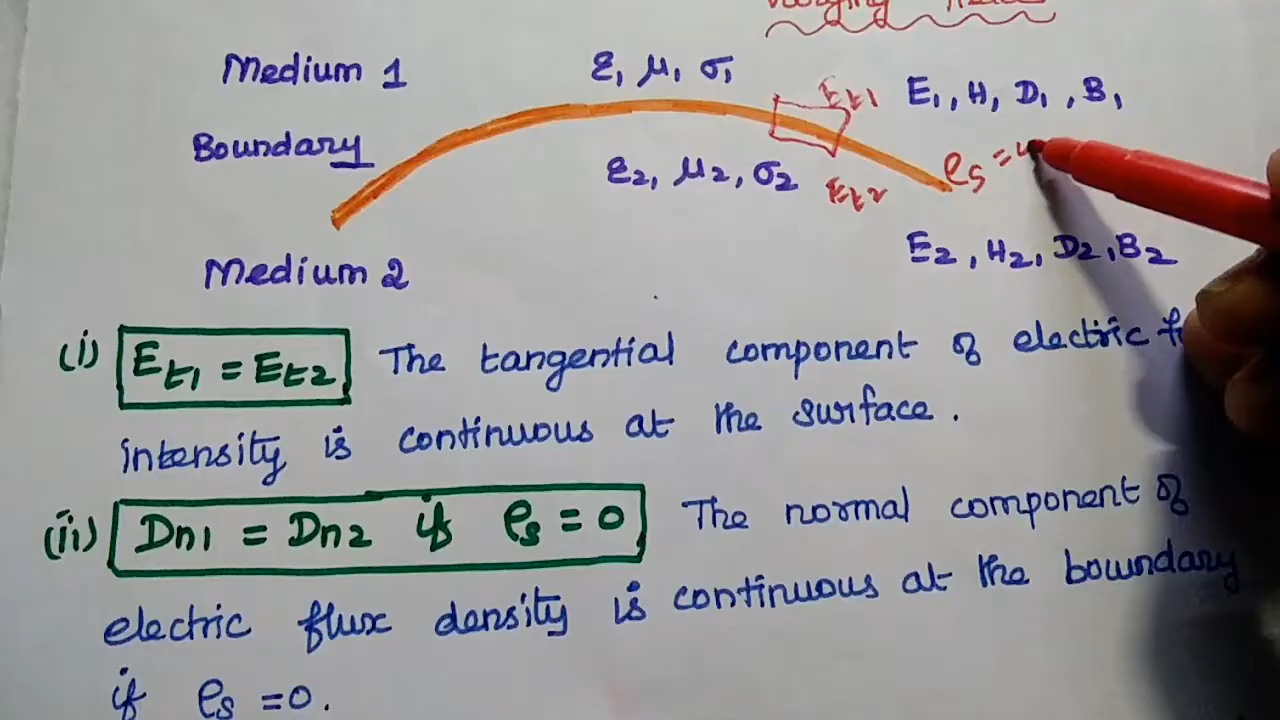 Medium 1
ε₁ μ₁ σ₁
Et1
E₁, H₁ D₁, B₁
Boundary
ε2, μ2, σ2
Et2
ρs =
Medium 2
E2, H2, D2, B2
(i) Et1 = Et2 The tangential component of electric
intensity is continuous at the surface.
(ii) Dn1 = Dn2 if ρs = 0 The normal component of
electric flux density is continuous at the boundary
if ρs = 0.